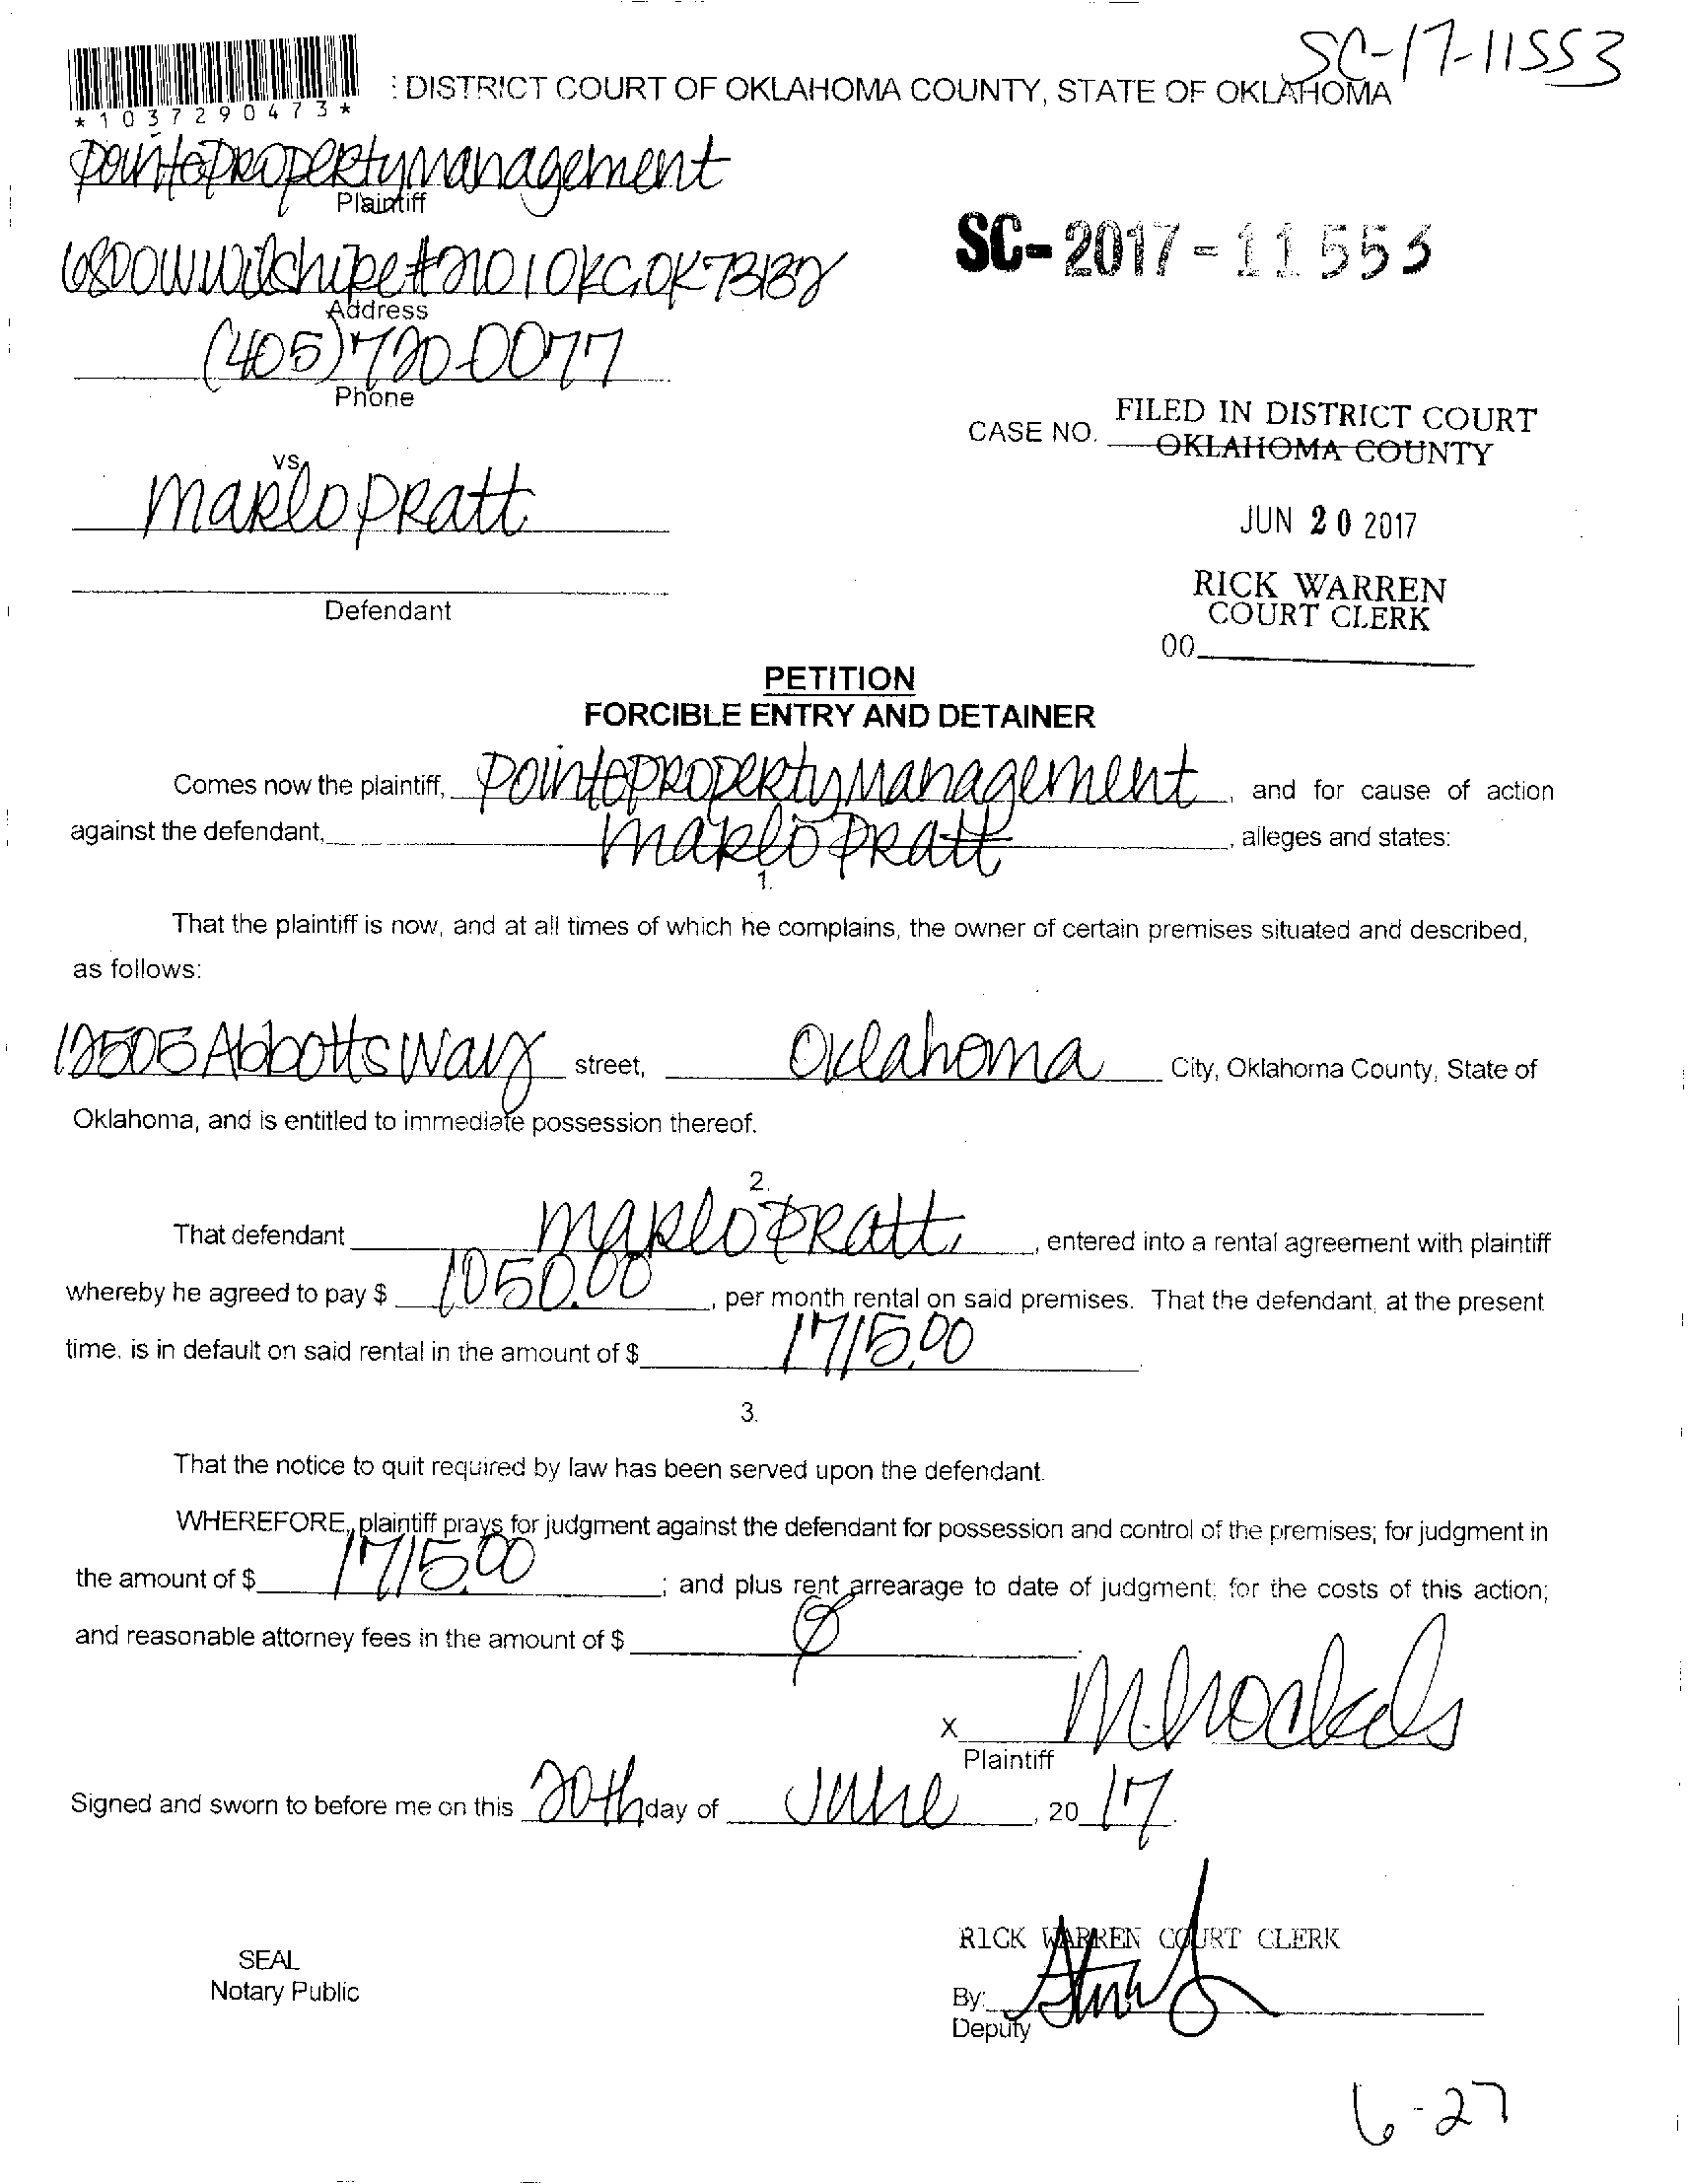 SC-17-11553
: DISTRICT COURT OF OKLAHOMA COUNTY, STATE OF OKLAHOMA
*1037290473*
Pointe Property Management
Plaintiff
6800 W Wilshire #210 | OKC, OK 73132
Address
SC-2017-11553
(405) 720-0077
Phone
CASE NO. FILED IN DISTRICT COURT
OKLAHOMA COUNTY
vs.
Marlo Pratt
JUN 20 2017
RICK WARREN
COURT CLERK
Defendant
00
PETITION
FORCIBLE ENTRY AND DETAINER
Comes now the plaintiff, Pointe Property Management, and for cause of action
against the defendant, Marlo Pratt, alleges and states:
1.
That the plaintiff is now, and at all times of which he complains, the owner of certain premises situated and described,
as follows:
12505 Abbotts Way street, Oklahoma City, Oklahoma County, State of
Oklahoma, and is entitled to immediate possession thereof.
2.
That defendant Marlo Pratt, entered into a rental agreement with plaintiff
whereby he agreed to pay $ 1050.00, per month rental on said premises. That the defendant, at the present
time, is in default on said rental in the amount of $ 1715.00
3.
That the notice to quit required by law has been served upon the defendant.
WHEREFORE, plaintiff prays for judgment against the defendant for possession and control of the premises; for judgment in
the amount of $ 1715.00; and plus rent arrearage to date of judgment; for the costs of this action;
and reasonable attorney fees in the amount of $
X
Plaintiff
Signed and sworn to before me on this 20th day of June, 20 17
RICK WARREN COURT CLERK
SEAL
Notary Public
By:
Deputy
6-27